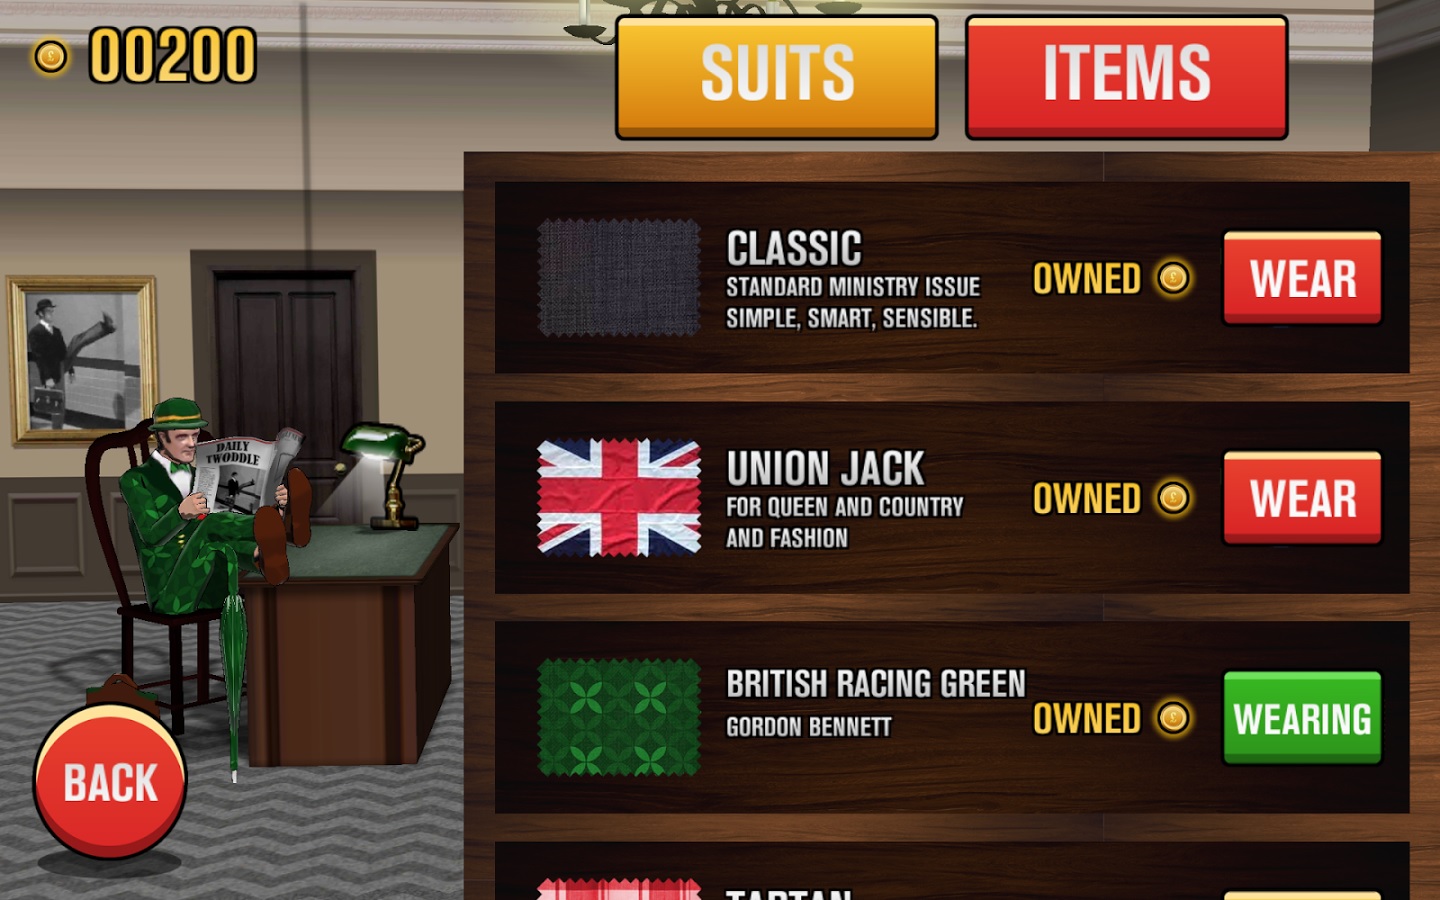 00200
SUITS
ITEMS
CLASSIC
STANDARD MINISTRY ISSUE
SIMPLE, SMART, SENSIBLE.
OWNED
WEAR
UNION JACK
FOR QUEEN AND COUNTRY
AND FASHION
OWNED
WEAR
BRITISH RACING GREEN
GORDON BENNETT
OWNED
WEARING
TARTAN
DAILY
TWODDLE
BACK